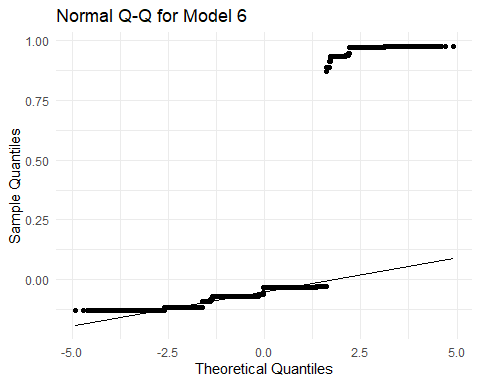 Normal Q-Q for Model 6
1.00
0.75
0.50
0.25
0.00
Sample Quantiles
-5.0 -2.5 0.0 2.5 5.0
Theoretical Quantiles